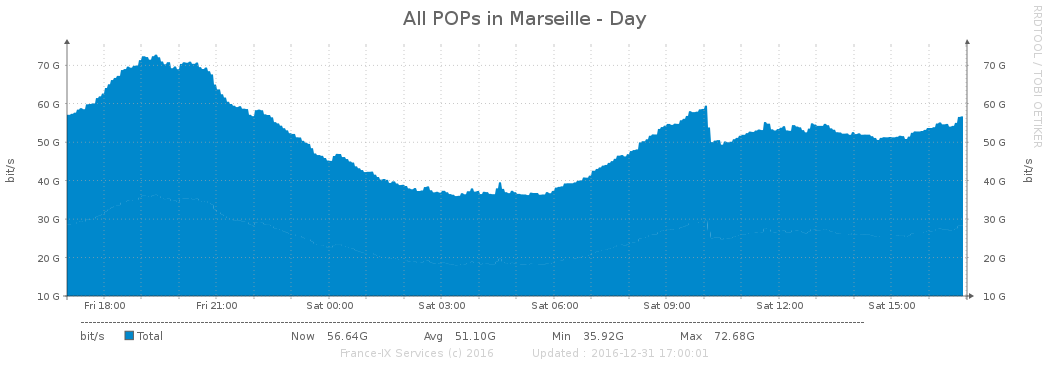 All POPs in Marseille - Day
RRDTOOL / TOBI OETIKER
70 G 70 G
60 G 60 G
50 G 50 G
40 G 40 G
30 G 30 G
20 G 20 G
10 G 10 G
bit/s
bit/s
Fri 18:00 Fri 21:00 Sat 00:00 Sat 03:00 Sat 06:00 Sat 09:00 Sat 12:00 Sat 15:00
bit/s Total Now 56.64G Avg 51.10G Min 35.92G Max 72.68G
France-IX Services (c) 2016 Updated : 2016-12-31 17:00:01